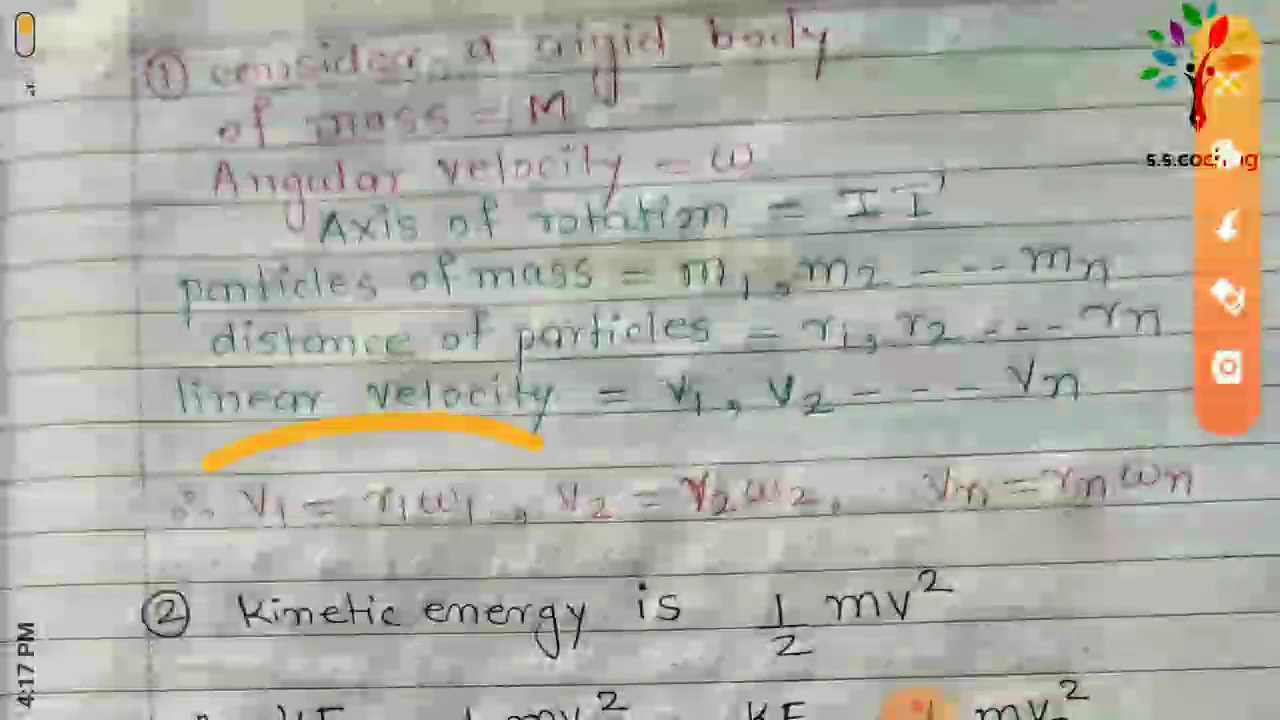 ① consider a rigid body
of mass = M
Angular velocity = ω
Axis of rotation = II'
particles of mass = m₁, m₂ --- mₙ
distance of particles = r₁, r₂ --- rₙ
linear velocity = v₁, v₂ --- vₙ
∴ v₁ = r₁ω₁, v₂ = r₂ω₂, vₙ = rₙωₙ
② Kinetic energy is 1/2 mv²
s.s.coching
4:17 PM